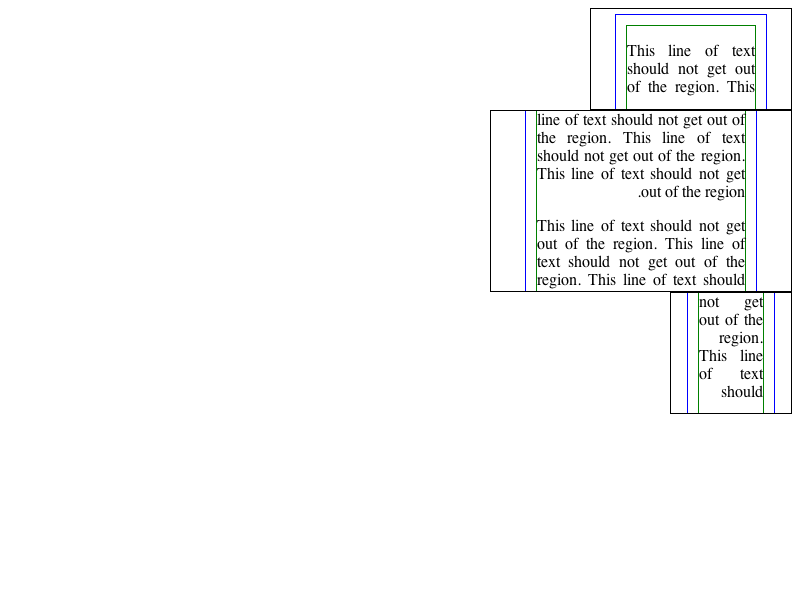 This line of text
should not get out
of the region. This
line of text should not get out of
the region. This line of text
should not get out of the region.
This line of text should not get
.out of the region
This line of text should not get
out of the region. This line of
text should not get out of the
region. This line of text should
not get
out of the
region.
This line
of text
should